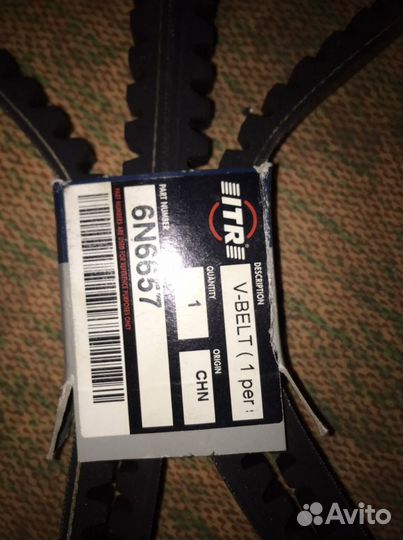 ITR
DESCRIPTION
V-BELT ( 1 per
QUANTITY
1
ORIGIN
CHN
PART NUMBER
6N6657
PART NUMBERS ARE USED FOR REFERENCE PURPOSES ONLY
Avito